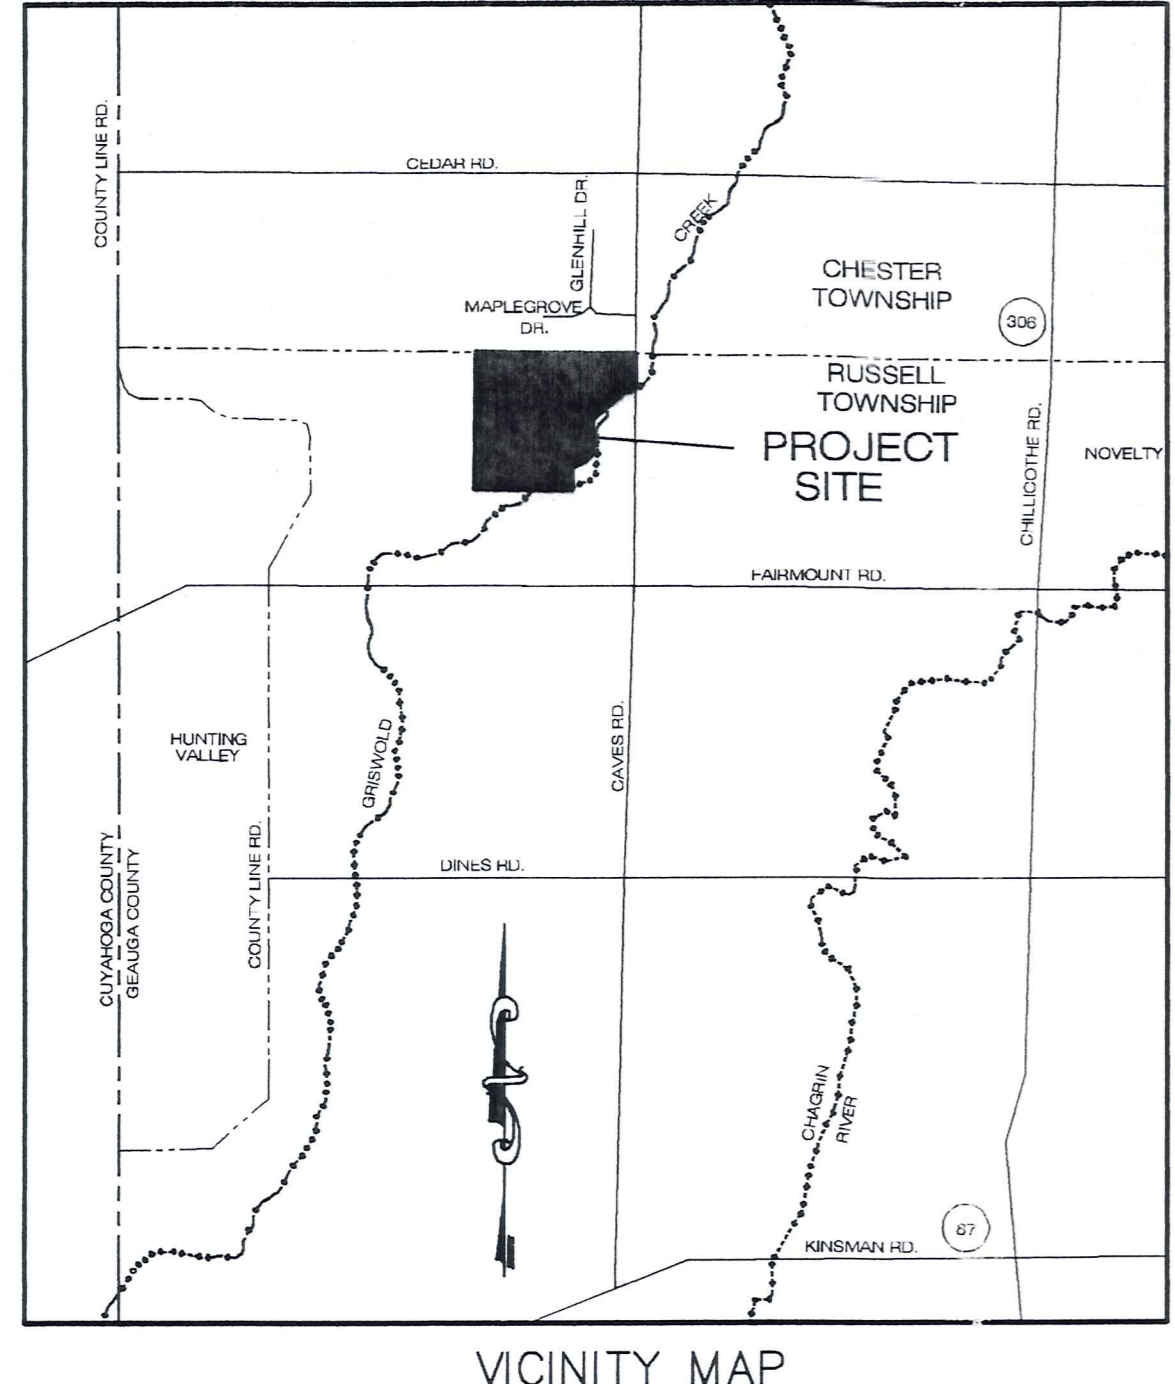 COUNTY LINE RD.
CEDAR RD.
GLENHILL DR.
CREEK
MAPLEGROVE
DR.
CHESTER
TOWNSHIP
306
RUSSELL
TOWNSHIP
PROJECT
SITE
CHILLICOTHE RD.
NOVELTY
FAIRMOUNT RD.
HUNTING
VALLEY
GRISWOLD
CAVES RD.
CUYAHOGA COUNTY
GEAUGA COUNTY
COUNTY LINE RD.
DINES RD.
CHAGRIN
RIVER
87
KINSMAN RD.
VICINITY MAP